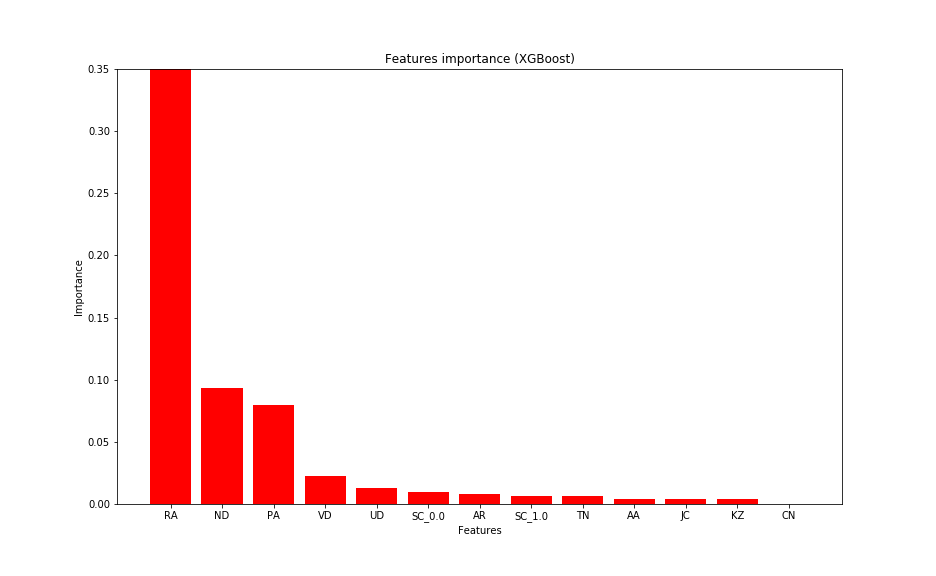 Features importance (XGBoost)
0.35
0.30
0.25
0.20
0.15
0.10
0.05
0.00
Importance
RA ND PA VD UD SC_0.0 AR SC_1.0 TN AA JC KZ CN
Features